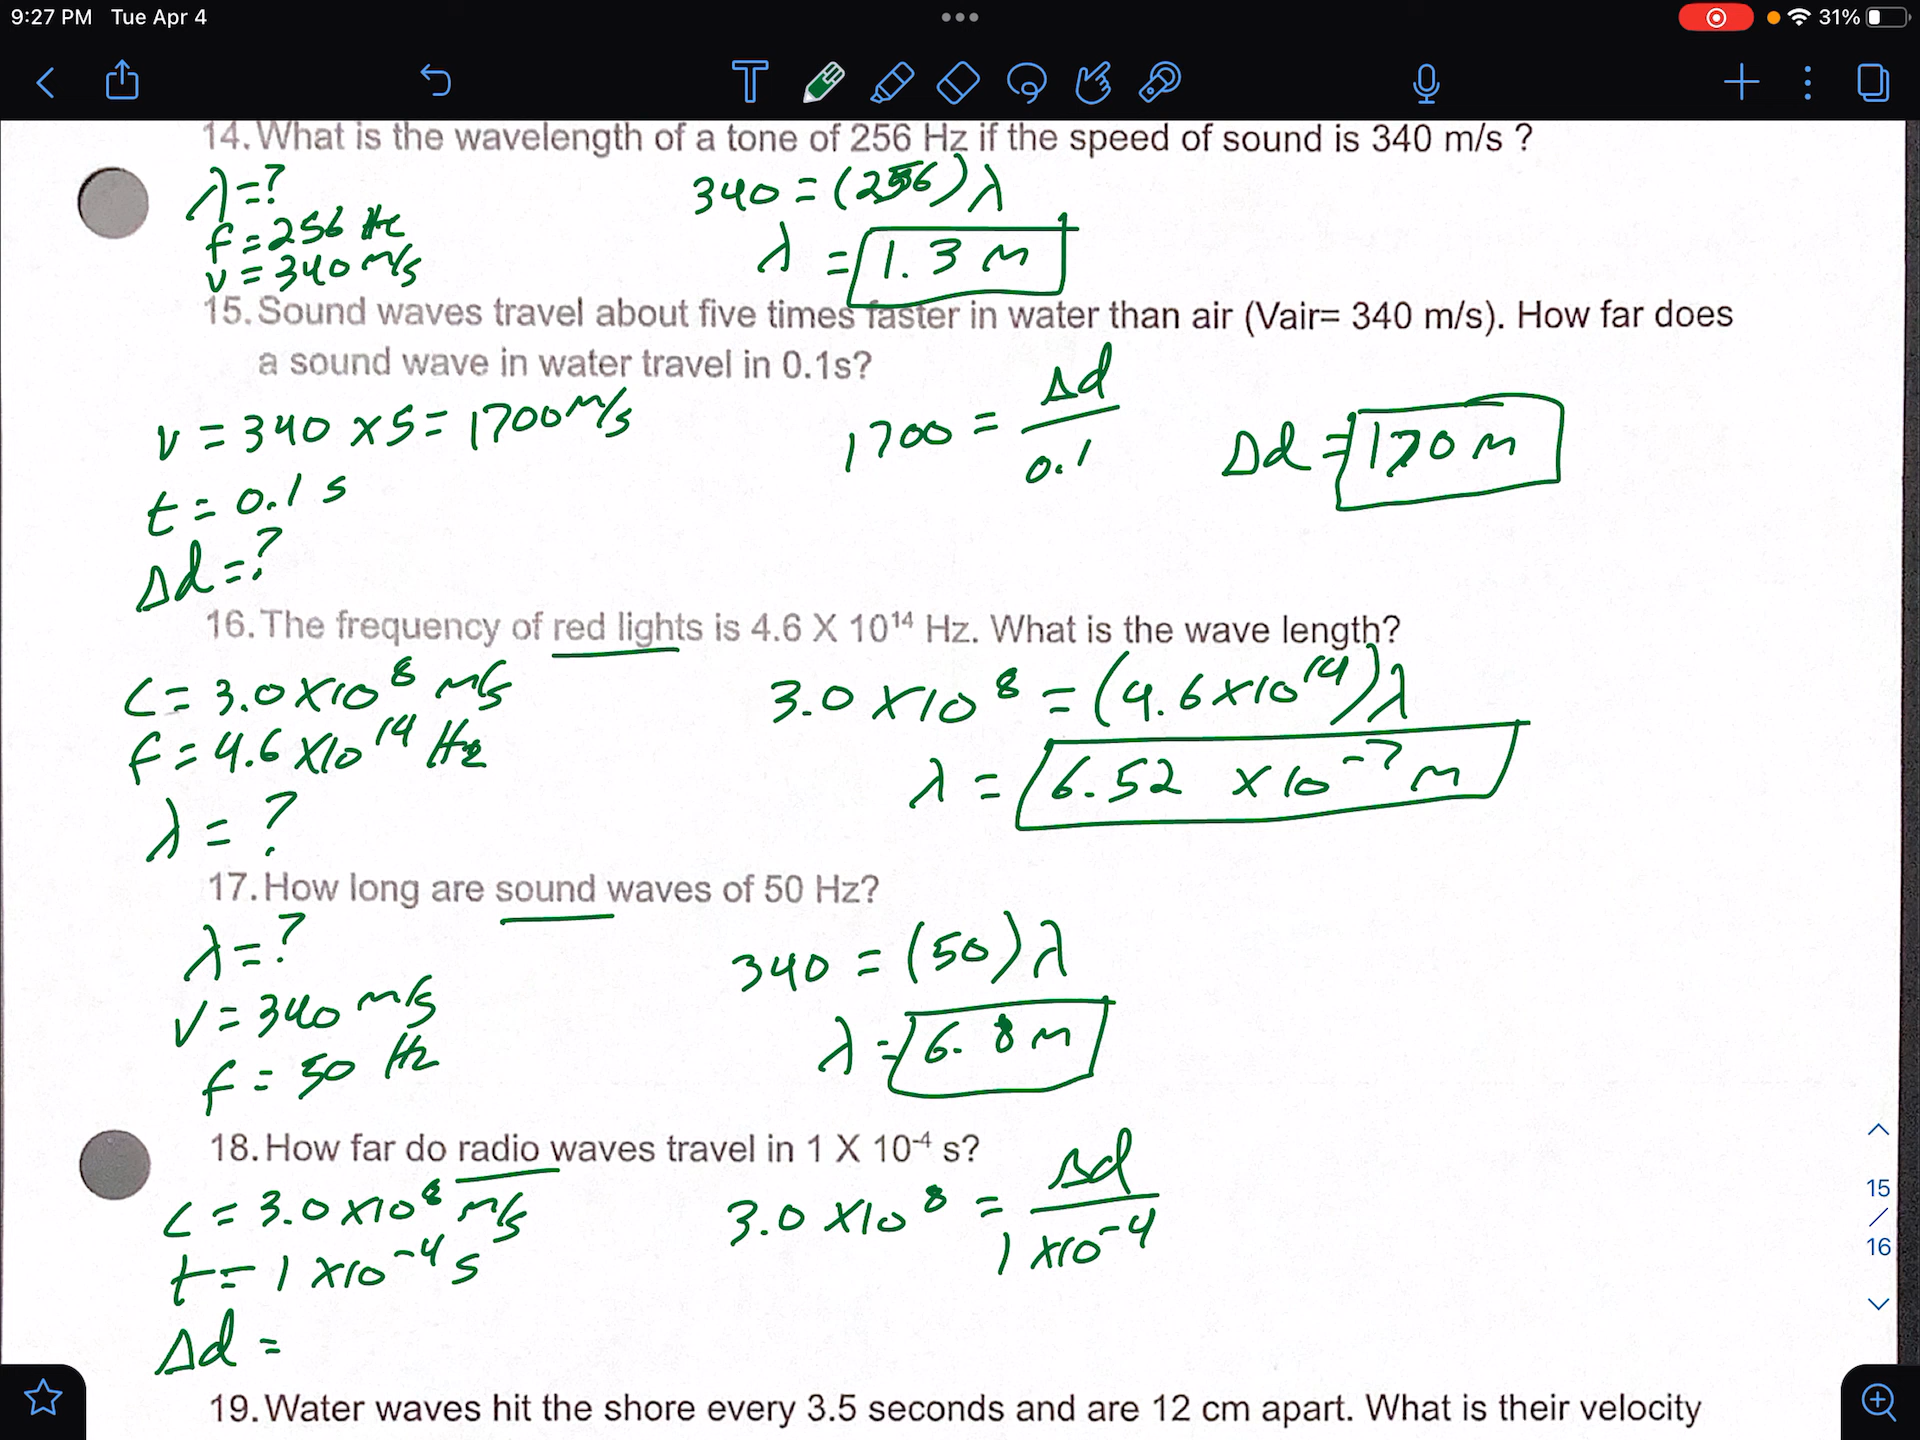 9:27 PM Tue Apr 4
31%
14. What is the wavelength of a tone of 256 Hz if the speed of sound is 340 m/s ?
λ=?
f = 256 Hz
v = 340 m/s
340 = (256) λ
λ = 1.3 m
15. Sound waves travel about five times faster in water than air (Vair= 340 m/s). How far does
a sound wave in water travel in 0.1s?
v = 340 x 5 = 1700 m/s
t = 0.1 s
Δd = ?
1700 = Δd / 0.1
Δd = 170 m
16. The frequency of red lights is 4.6 X 10¹⁴ Hz. What is the wave length?
c = 3.0 x10⁸ m/s
f = 4.6 x10¹⁴ Hz
λ = ?
3.0 x10⁸ = (4.6 x10¹⁴) λ
λ = 6.52 x10⁻⁷ m
17. How long are sound waves of 50 Hz?
λ = ?
v = 340 m/s
f = 50 Hz
340 = (50) λ
λ = 6.8 m
18. How far do radio waves travel in 1 X 10⁻⁴ s?
c = 3.0 x10⁸ m/s
t = 1 x10⁻⁴ s
Δd =
3.0 x10⁸ = Δd / 1 x10⁻⁴
15
/
16
19. Water waves hit the shore every 3.5 seconds and are 12 cm apart. What is their velocity